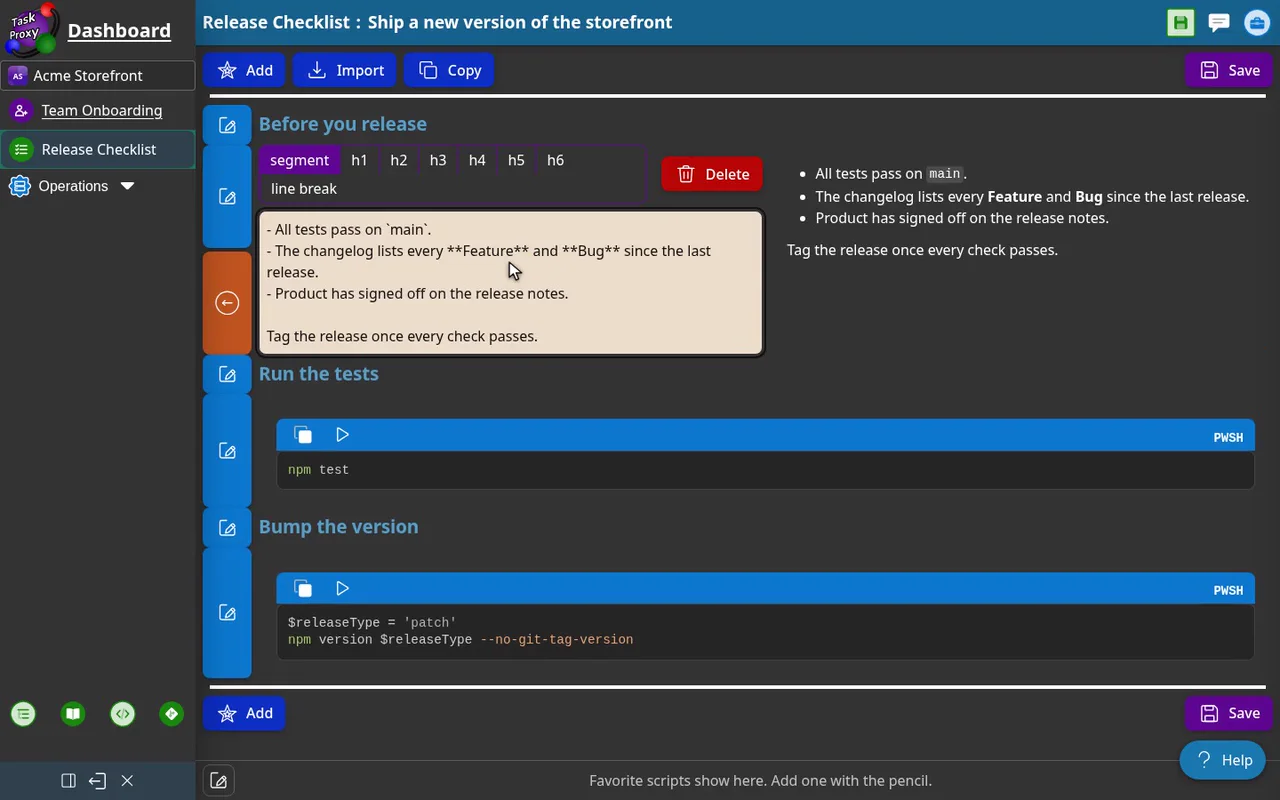 Task
Proxy
Dashboard
Release Checklist : Ship a new version of the storefront
AS Acme Storefront
Team Onboarding
Release Checklist
Operations
Add
Import
Copy
Save
Before you release
segment h1 h2 h3 h4 h5 h6
line break
Delete
- All tests pass on `main`.
- The changelog lists every **Feature** and **Bug** since the last
release.
- Product has signed off on the release notes.
Tag the release once every check passes.
• All tests pass on main.
• The changelog lists every Feature and Bug since the last release.
• Product has signed off on the release notes.
Tag the release once every check passes.
Run the tests
PWSH
npm test
Bump the version
PWSH
$releaseType = 'patch'
npm version $releaseType --no-git-tag-version
Add
Save
? Help
Favorite scripts show here. Add one with the pencil.